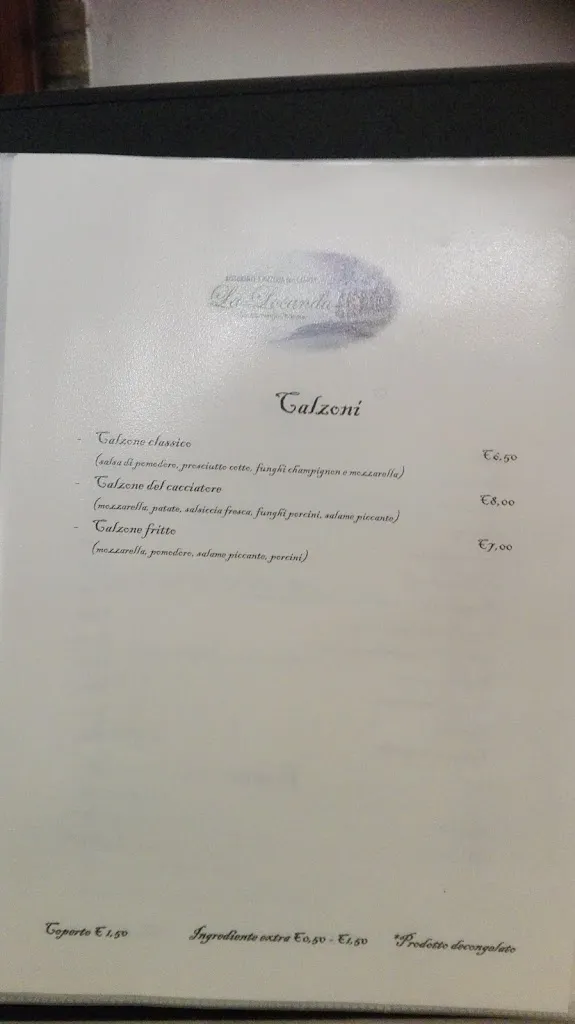 La Locanda
Calzoni
- Calzone classico
€6,50
(salsa di pomodoro, prosciutto cotto, funghi champignon e mozzarella)
- Calzone del cacciatore
€8,00
(mozzarella, patate, salsiccia fresca, funghi porcini, salame piccante)
- Calzone fritto
€7,00
(mozzarella, pomodoro, salame piccante, porcini)
Coperto € 1,50 Ingrediente extra €0,50 - €1,50 *Prodotto decongelato